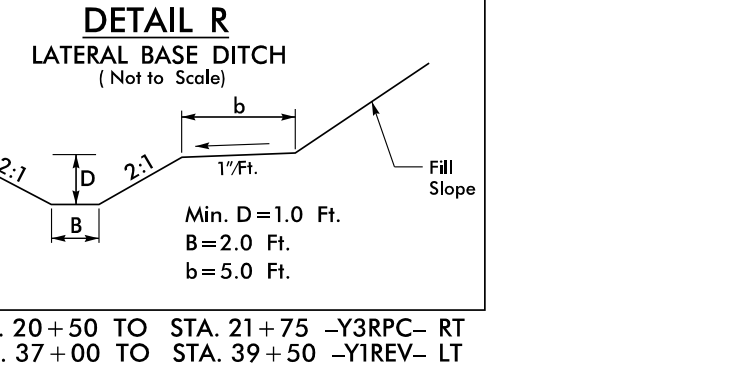 DETAIL R
LATERAL BASE DITCH
( Not to Scale)
b
2:1
D
2:1
1"/Ft.
Fill
Slope
B
Min. D=1.0 Ft.
B=2.0 Ft.
b=5.0 Ft.
. 20+50 TO STA. 21+75 -Y3RPC- RT
. 37+00 TO STA. 39+50 -Y1REV- LT